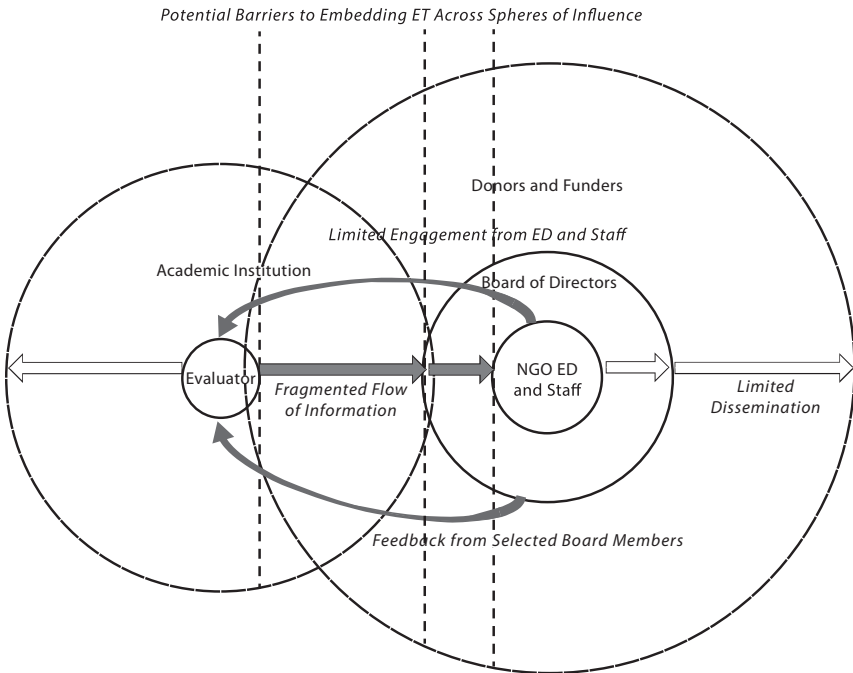 Potential Barriers to Embedding ET Across Spheres of Influence
Donors and Funders
Limited Engagement from ED and Staff
Academic Institution
Board of Directors
Evaluator
Fragmented Flow
of Information
NGO ED
and Staff
Limited
Dissemination
Feedback from Selected Board Members